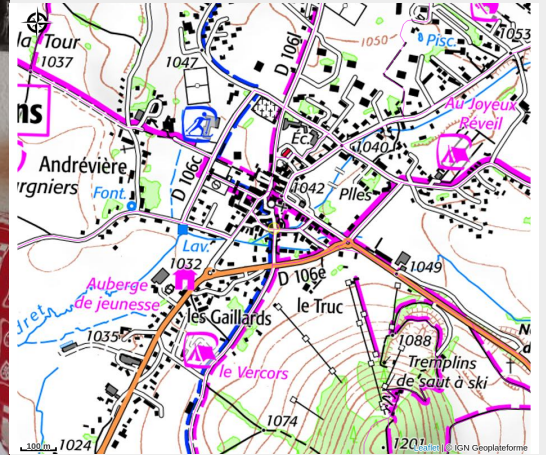 la Tour
1037
1047
D 106l
1050
Pisc.
1053
ns
Au Joyeux
Réveil
Éc.
1040
Andrévière
rgniers
Font.
D 106c
1042
Plles
Lav.
1032
D 106e
1049
Auberge
de jeunesse
les Gaillards
le Truc
1035
1088
Tremplins
de saut à ski
le Vercors
1074
1024
1201
100 m
Leaflet | © IGN Geoplateforme